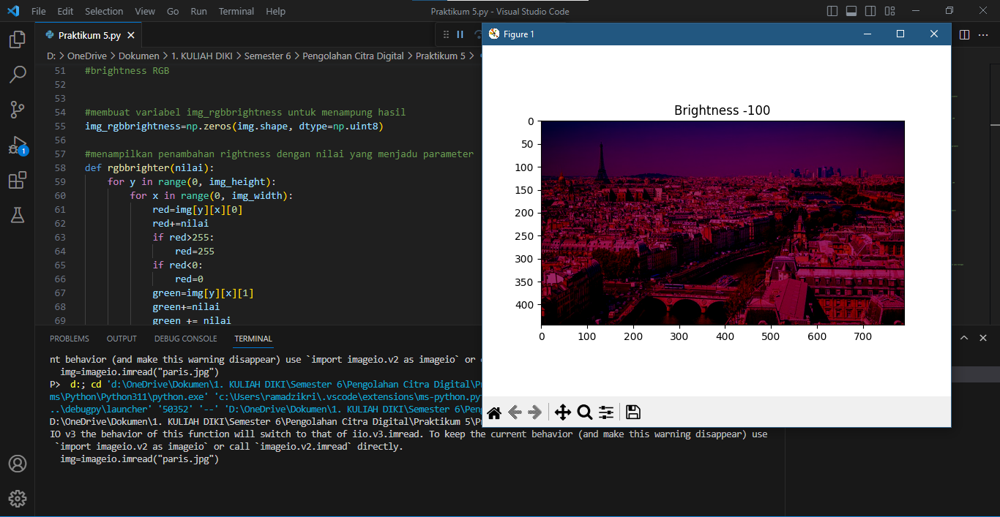 File Edit Selection View Go Run Terminal Help
Praktikum 5.py - Visual Studio Code
Praktikum 5.py
D: > OneDrive > Dokumen > 1. KULIAH DIKI > Semester 6 > Pengolahan Citra Digital > Praktikum 5 >
51 #brightness RGB
52
53
54 #membuat variabel img_rgbbrightness untuk menampung hasil
55 img_rgbbrightness=np.zeros(img.shape, dtype=np.uint8)
56
57 #menampilkan penambahan rightness dengan nilai yang menjadu parameter
58 def rgbbrighter(nilai):
59 for y in range(0, img_height):
60 for x in range(0, img_width):
61 red=img[y][x][0]
62 red+=nilai
63 if red>255:
64 red=255
65 if red<0:
66 red=0
67 green=img[y][x][1]
68 green+=nilai
69 green += nilai
Figure 1
Brightness -100
0
50
100
150
200
250
300
350
400
0 100 200 300 400 500 600 700
1
PROBLEMS OUTPUT DEBUG CONSOLE TERMINAL
nt behavior (and make this warning disappear) use `import imageio.v2 as imageio` or
img=imageio.imread("paris.jpg")
P> d:; cd 'd:\OneDrive\Dokumen\1. KULIAH DIKI\Semester 6\Pengolahan Citra Digital\
ms\Python\Python311\python.exe' 'c:\Users\ramadzikri\.vscode\extensions\ms-python.
..\debugpy\launcher' '50352' '--' 'D:\OneDrive\Dokumen\1. KULIAH DIKI\Semester 6\
D:\OneDrive\Dokumen\1. KULIAH DIKI\Semester 6\Pengolahan Citra Digital\Praktikum 5\
IO v3 the behavior of this function will switch to that of iio.v3.imread. To keep the current behavior (and make this warning disappear) use
`import imageio.v2 as imageio` or call `imageio.v2.imread` directly.
img=imageio.imread("paris.jpg")